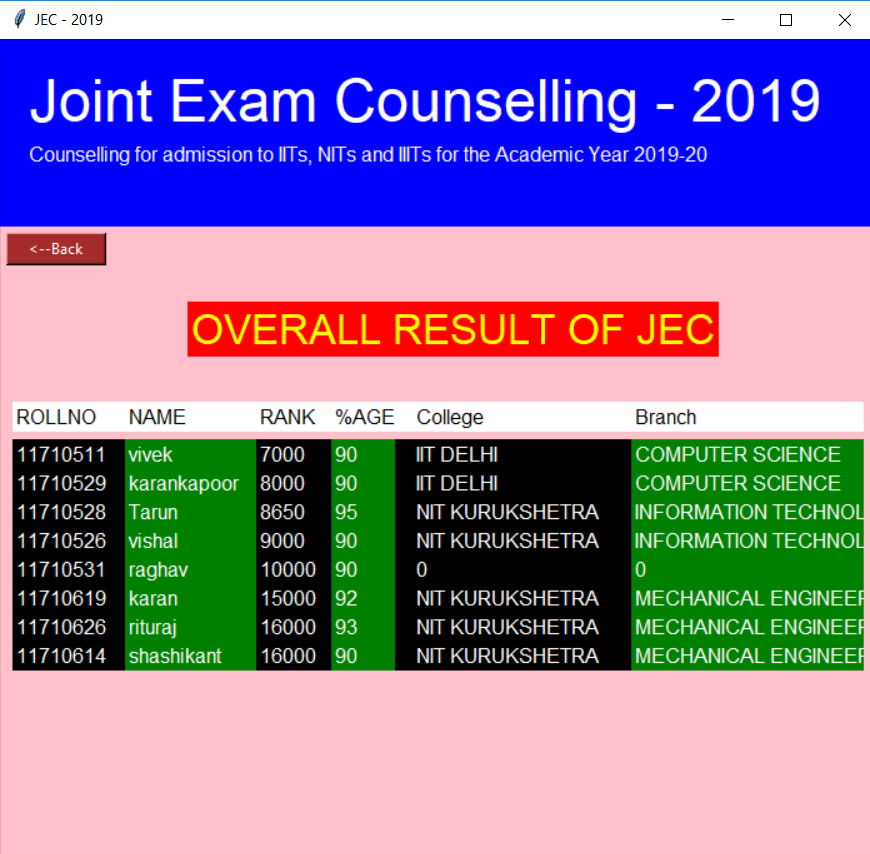 JEC - 2019
Joint Exam Counselling - 2019
Counselling for admission to IITs, NITs and IIITs for the Academic Year 2019-20
<--Back
OVERALL RESULT OF JEC
ROLLNO NAME RANK %AGE College Branch
11710511 vivek 7000 90 IIT DELHI COMPUTER SCIENCE
11710529 karankapoor 8000 90 IIT DELHI COMPUTER SCIENCE
11710528 Tarun 8650 95 NIT KURUKSHETRA INFORMATION TECHNOL
11710526 vishal 9000 90 NIT KURUKSHETRA INFORMATION TECHNOL
11710531 raghav 10000 90 0 0
11710619 karan 15000 92 NIT KURUKSHETRA MECHANICAL ENGINEER
11710626 rituraj 16000 93 NIT KURUKSHETRA MECHANICAL ENGINEER
11710614 shashikant 16000 90 NIT KURUKSHETRA MECHANICAL ENGINEER